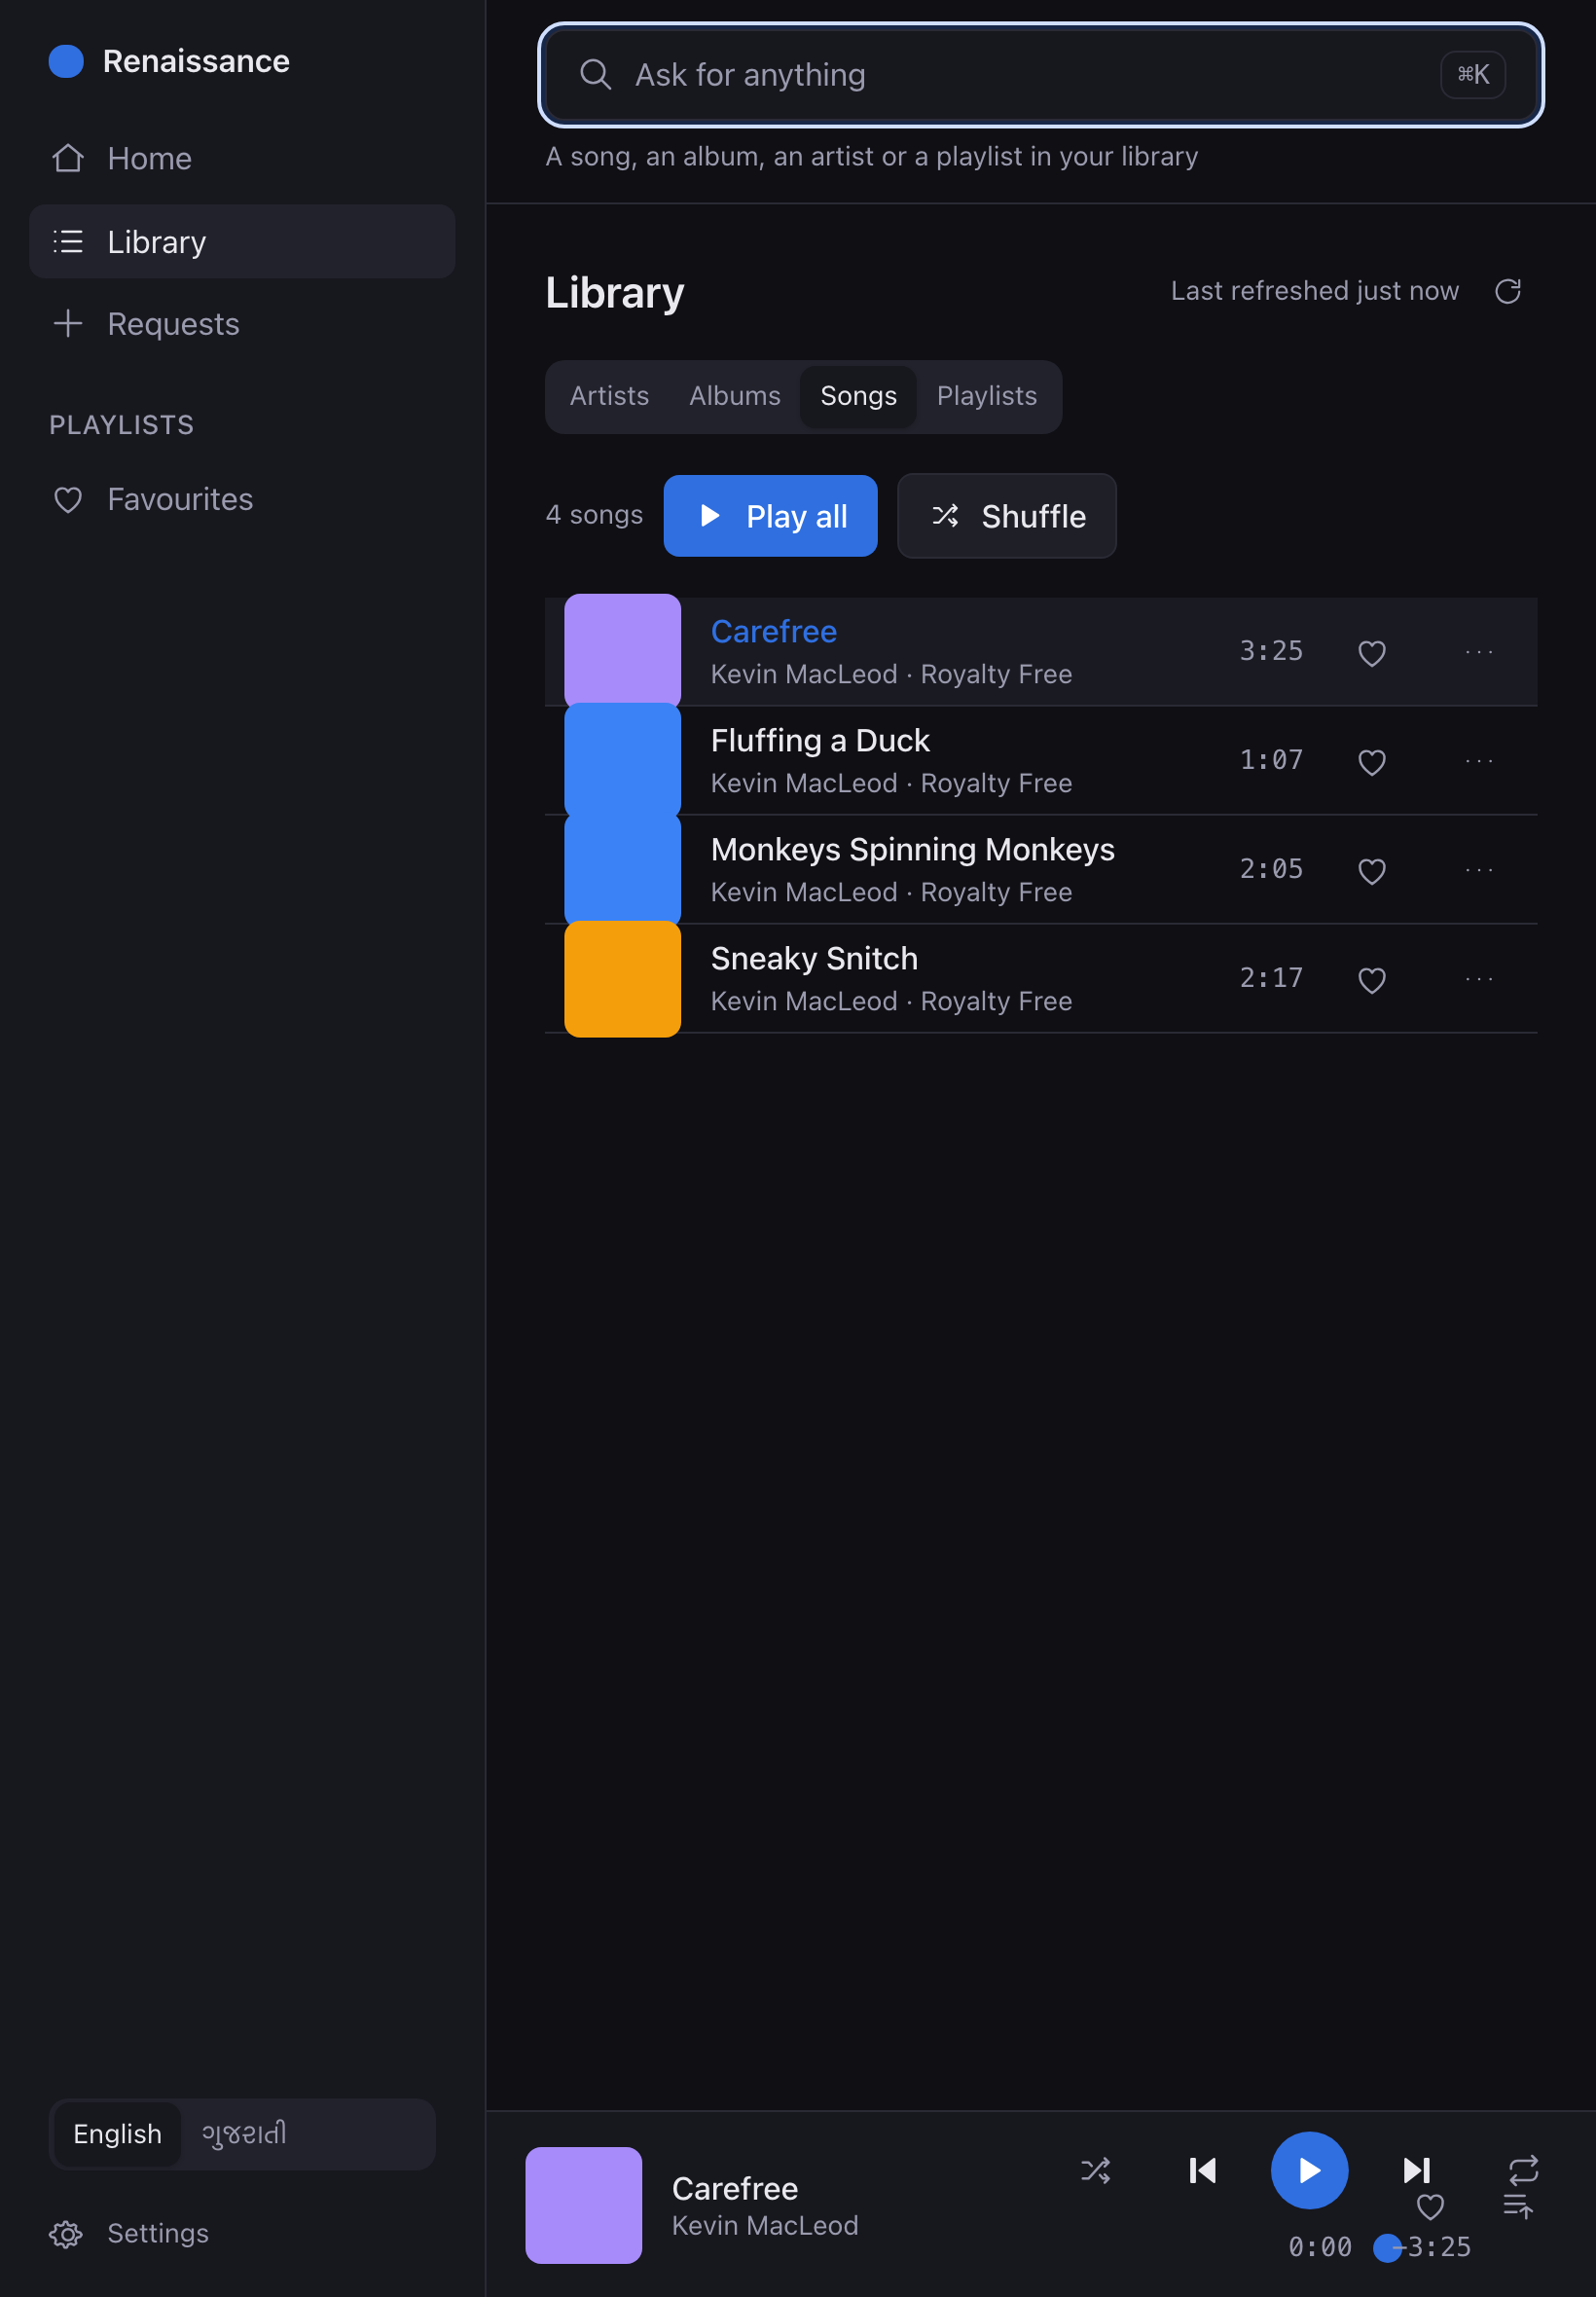 Renaissance
Home
Library
Requests
PLAYLISTS
Favourites
English ગુજરાતી
Settings
Ask for anything ⌘K
A song, an album, an artist or a playlist in your library
Library Last refreshed just now
Artists Albums Songs Playlists
4 songs Play all Shuffle
Carefree
Kevin MacLeod · Royalty Free
3:25
Fluffing a Duck
Kevin MacLeod · Royalty Free
1:07
Monkeys Spinning Monkeys
Kevin MacLeod · Royalty Free
2:05
Sneaky Snitch
Kevin MacLeod · Royalty Free
2:17
Carefree
Kevin MacLeod
0:00 −3:25